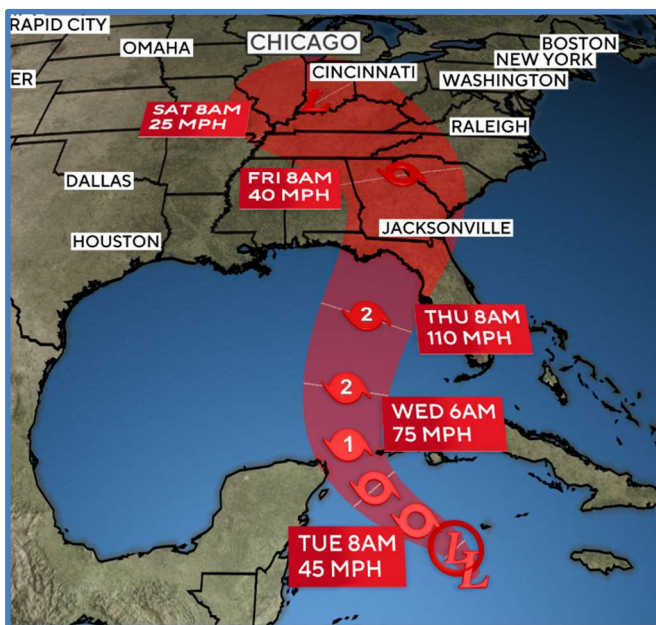 RAPID CITY
OMAHA
CHICAGO
BOSTON
NEW YORK
ER
CINCINNATI
WASHINGTON
L
SAT 8AM
25 MPH
RALEIGH
FRI 8AM
40 MPH
DALLAS
JACKSONVILLE
HOUSTON
2
THU 8AM
110 MPH
2
WED 6AM
75 MPH
1
TUE 8AM
45 MPH
L
L